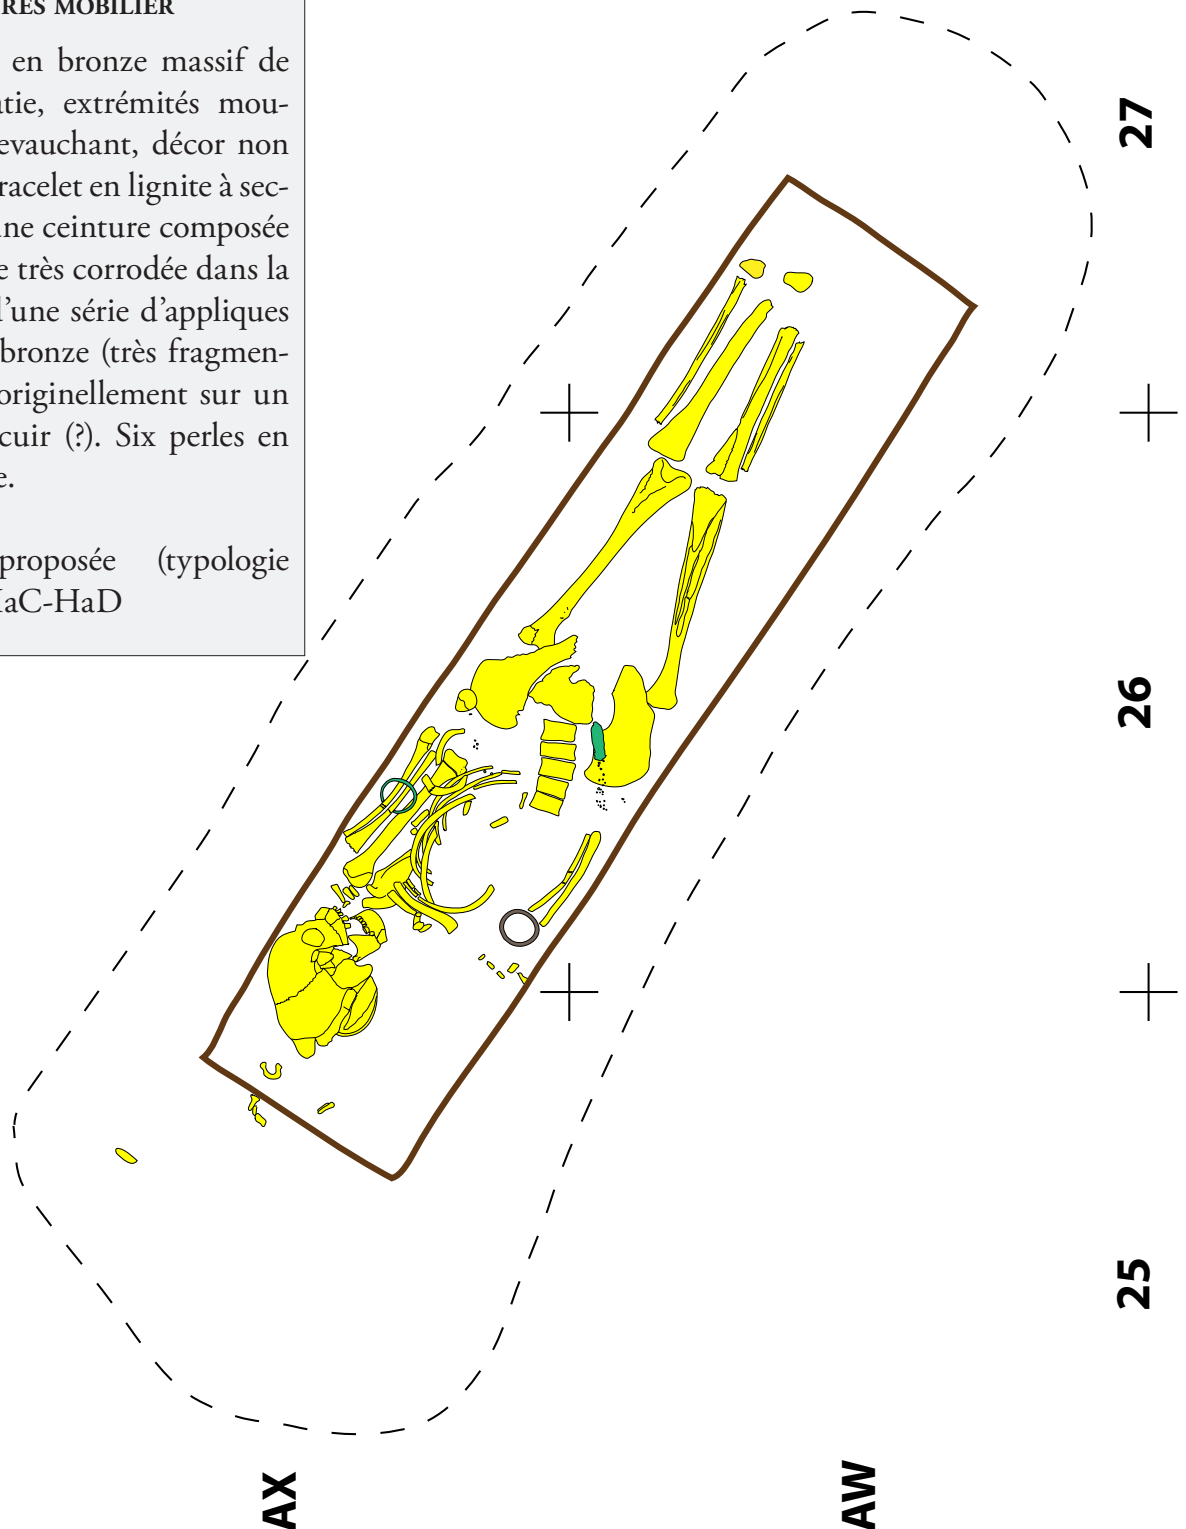 RES MOBILIER
en bronze massif de
atie, extrémités mou-
evauchant, décor non
racelet en lignite à sec-
une ceinture composée
e très corrodée dans la
l’une série d’appliques
bronze (très fragmen-
originellement sur un
cuir (?). Six perles en
e.
proposée (typologie
HaC-HaD
27
26
25
AX
AW